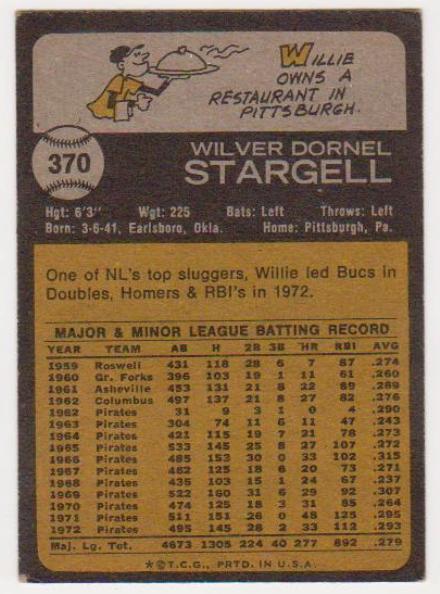 WILLIE
OWNS A
RESTAURANT IN
PITTSBURGH.
370
WILVER DORNEL
STARGELL
Hgt: 6'3" Wgt: 225 Bats: Left Throws: Left
Born: 3-6-41, Earlsboro, Okla. Home: Pittsburgh, Pa.
One of NL's top sluggers, Willie led Bucs in
Doubles, Homers & RBI's in 1972.
MAJOR & MINOR LEAGUE BATTING RECORD
YEAR TEAM AB H 2B 3B HR RBI AVG
1959 Roswell 431 118 28 6 7 87 .274
1960 Gr. Forks 396 103 19 1 11 61 .260
1961 Asheville 453 131 21 8 22 89 .289
1962 Columbus 497 137 21 8 27 82 .276
1962 Pirates 31 9 3 1 0 4 .290
1963 Pirates 304 74 11 6 11 47 .243
1964 Pirates 421 115 19 7 21 78 .273
1965 Pirates 533 145 25 8 27 107 .272
1966 Pirates 485 153 30 0 33 102 .315
1967 Pirates 462 125 18 6 20 73 .271
1968 Pirates 435 103 15 1 24 67 .237
1969 Pirates 522 160 31 6 29 92 .307
1970 Pirates 474 125 18 3 31 85 .264
1971 Pirates 511 151 26 0 48 125 .295
1972 Pirates 495 145 28 2 33 112 .293
Maj. Lg. Tot. 4673 1305 224 40 277 892 .279
*©T.C.G., PRTD. IN U.S.A.